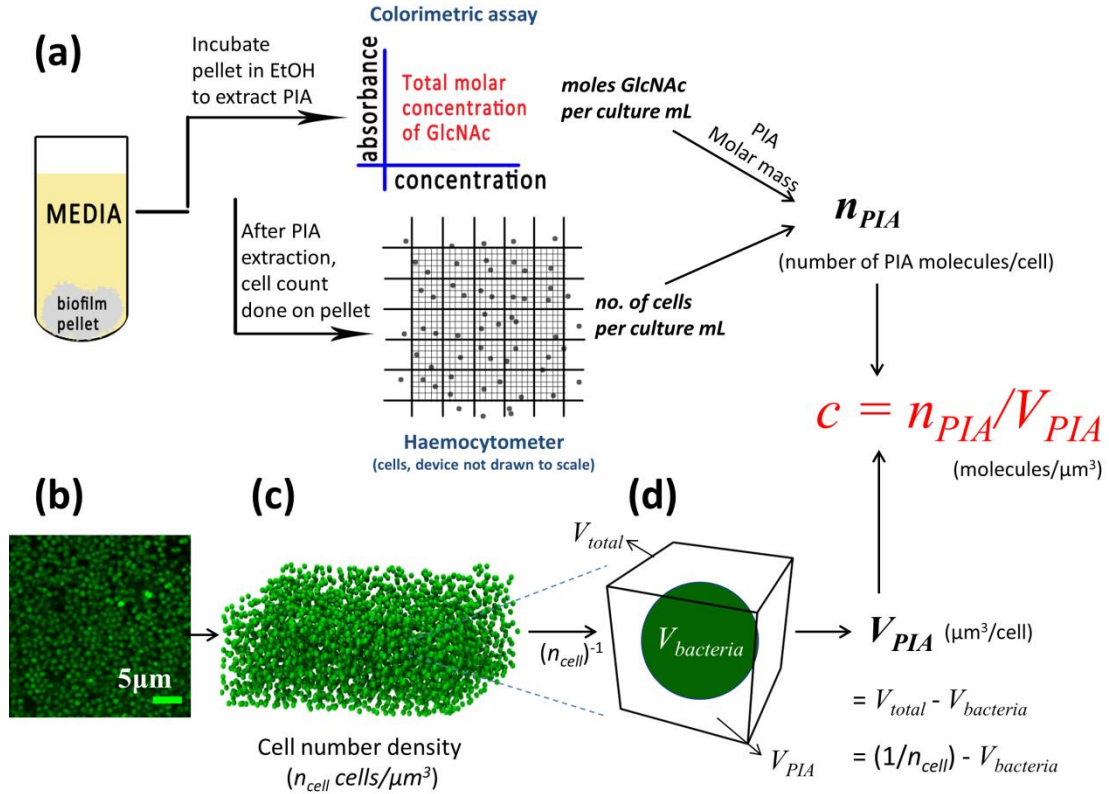 (a)
Colorimetric assay
Incubate
pellet in EtOH
to extract PIA
absorbance
Total molar
concentration
of GlcNAc
concentration
moles GlcNAc
per culture mL
PIA
Molar mass
MEDIA
biofilm
pellet
After PIA
extraction,
cell count
done on pellet
Haemocytometer
(cells, device not drawn to scale)
no. of cells
per culture mL
n_PIA
(number of PIA molecules/cell)
c = n_PIA/V_PIA
(molecules/µm³)
(b)
5µm
(c)
Cell number density
(n_cell cells/µm³)
(n_cell)⁻¹
(d)
V_total
V_bacteria
V_PIA
V_PIA (µm³/cell)
= V_total - V_bacteria
= (1/n_cell) - V_bacteria